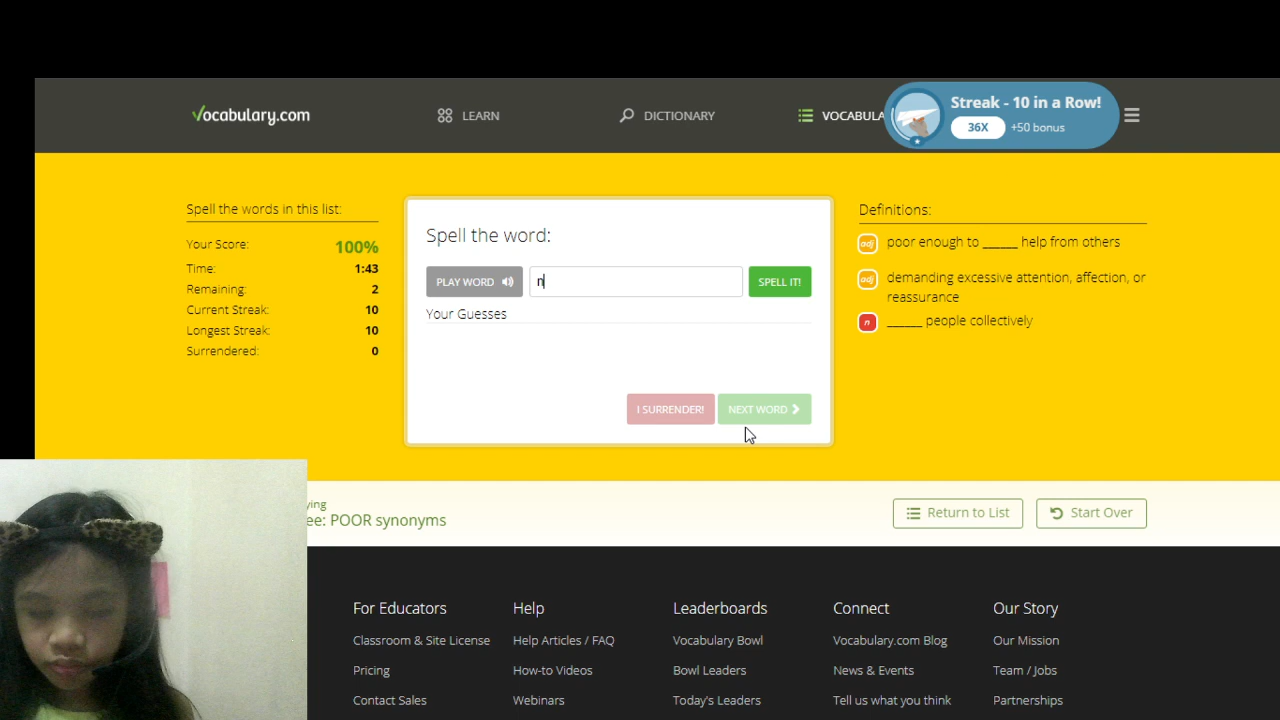 Vocabulary.com
LEARN
DICTIONARY
VOCABULA
Streak - 10 in a Row!
36X +50 bonus
Spell the words in this list:
Your Score: 100%
Time: 1:43
Remaining: 2
Current Streak: 10
Longest Streak: 10
Surrendered: 0
Spell the word:
PLAY WORD
n
SPELL IT!
Your Guesses
I SURRENDER!
NEXT WORD
Definitions:
adj poor enough to ______ help from others
adj demanding excessive attention, affection, or
reassurance
n ______ people collectively
ying
ee: POOR synonyms
Return to List
Start Over
For Educators
Classroom & Site License
Pricing
Contact Sales
Help
Help Articles / FAQ
How-to Videos
Webinars
Leaderboards
Vocabulary Bowl
Bowl Leaders
Today's Leaders
Connect
Vocabulary.com Blog
News & Events
Tell us what you think
Our Story
Our Mission
Team / Jobs
Partnerships